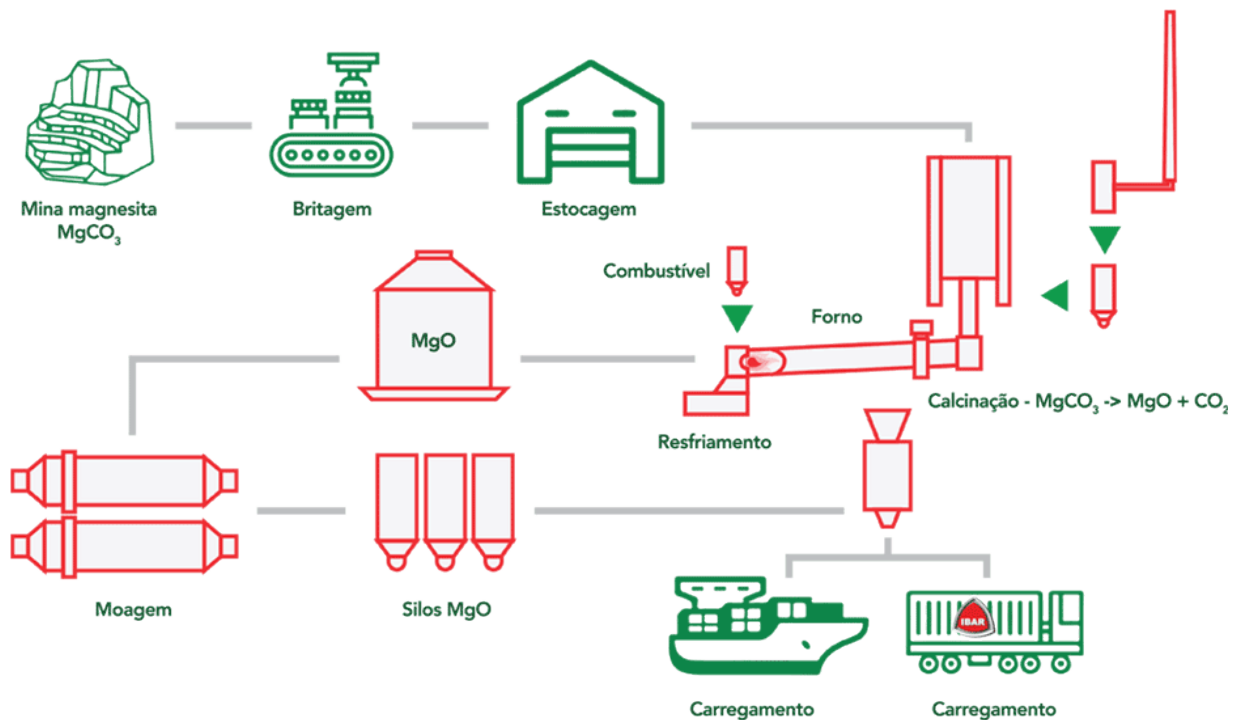 Mina magnesita
MgCO₃
Britagem
Estocagem
Combustível
Forno
MgO
Calcinação - MgCO₃ -> MgO + CO₂
Resfriamento
Moagem
Silos MgO
IBAR
Carregamento
Carregamento